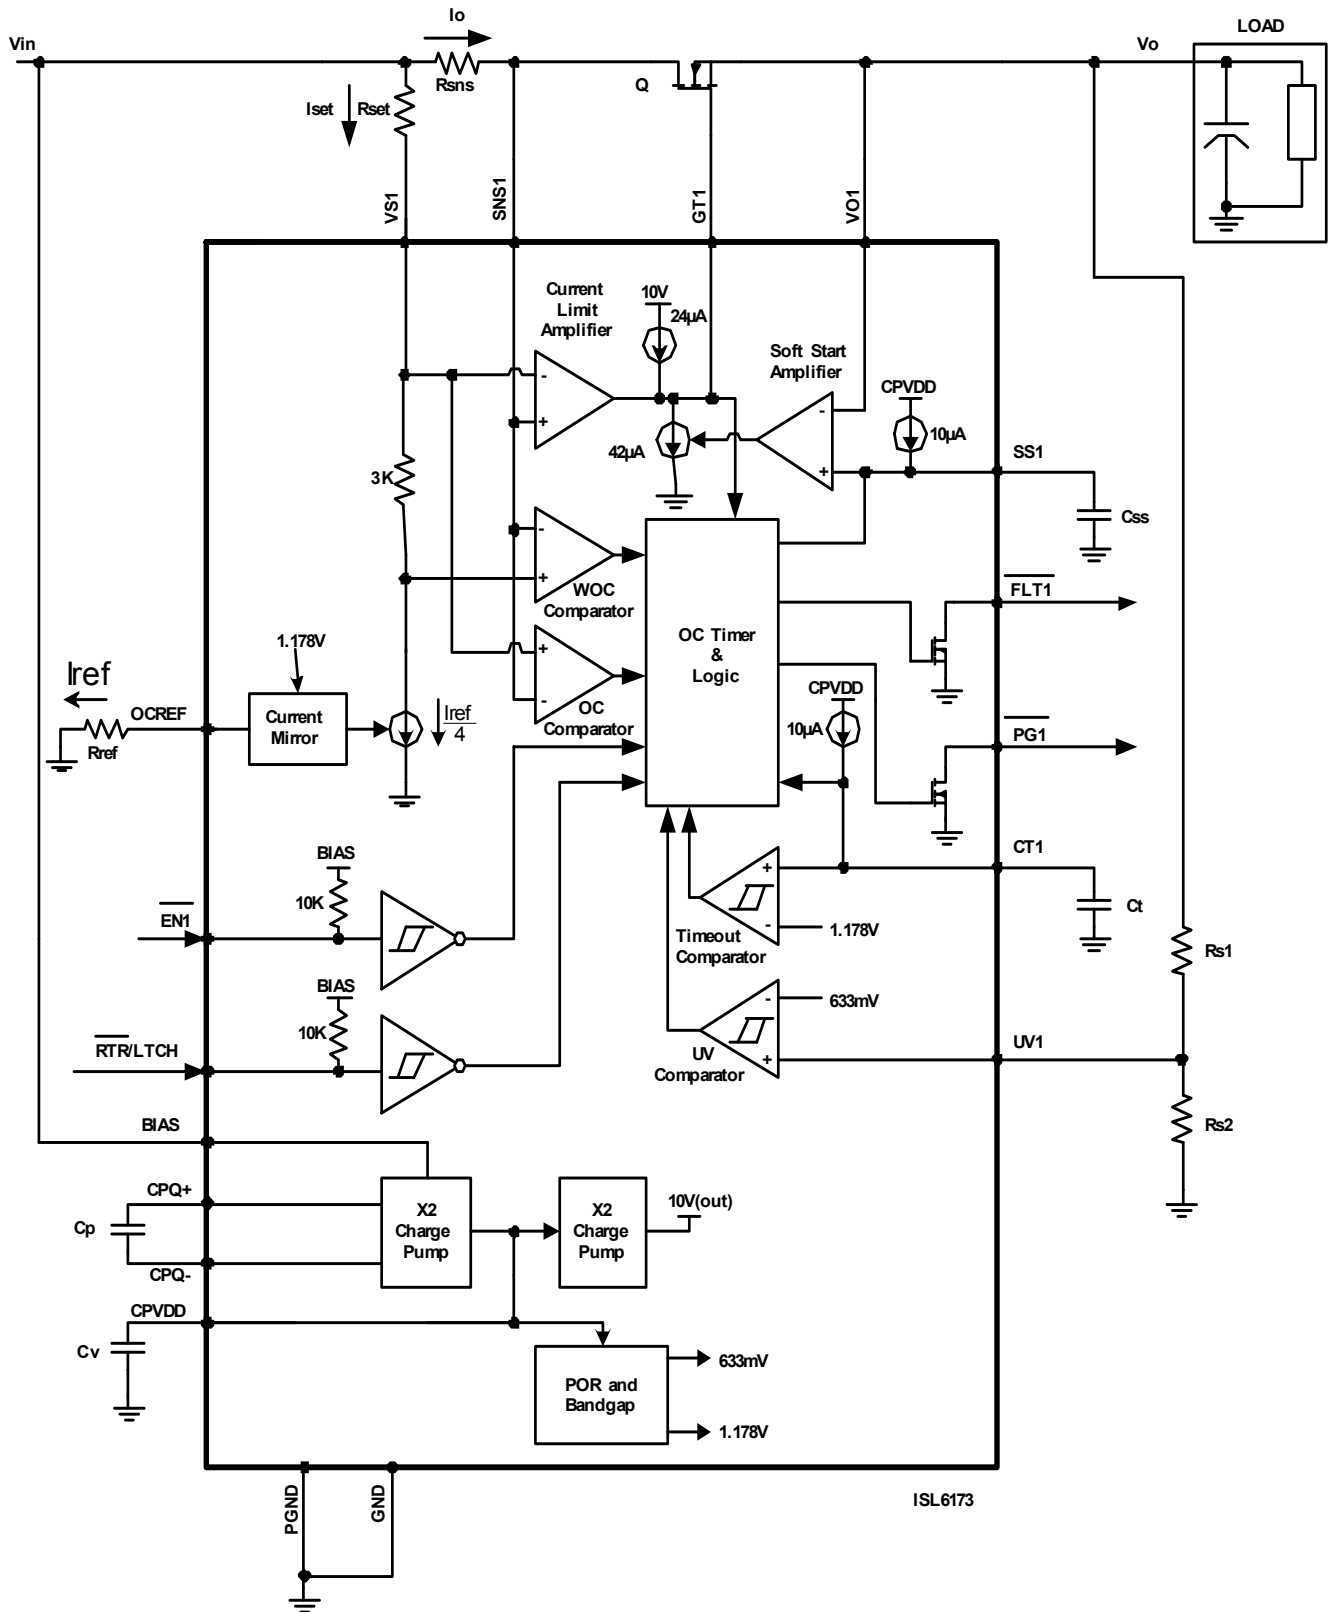 Vin
Io
Rsns
Q
Vo
LOAD
Iset
Rset
VS1
SNS1
GT1
VO1
Current
Limit
Amplifier
10V
24µA
Soft Start
Amplifier
CPVDD
10µA
SS1
42µA
3K
Css
WOC
Comparator
FLT1
OC Timer
&
Logic
1.178V
Iref
OCREF
Rref
Current
Mirror
Iref
4
OC
Comparator
CPVDD
10µA
PG1
BIAS
10K
EN1
CT1
Ct
Timeout
Comparator
1.178V
Rs1
BIAS
10K
RTR/LTCH
633mV
UV1
UV
Comparator
Rs2
BIAS
CPQ+
Cp
CPQ-
X2
Charge
Pump
X2
Charge
Pump
10V(out)
CPVDD
Cv
POR and
Bandgap
633mV
1.178V
PGND
GND
ISL6173
-
+
-
+
-
+
+
-
+
-
-
+